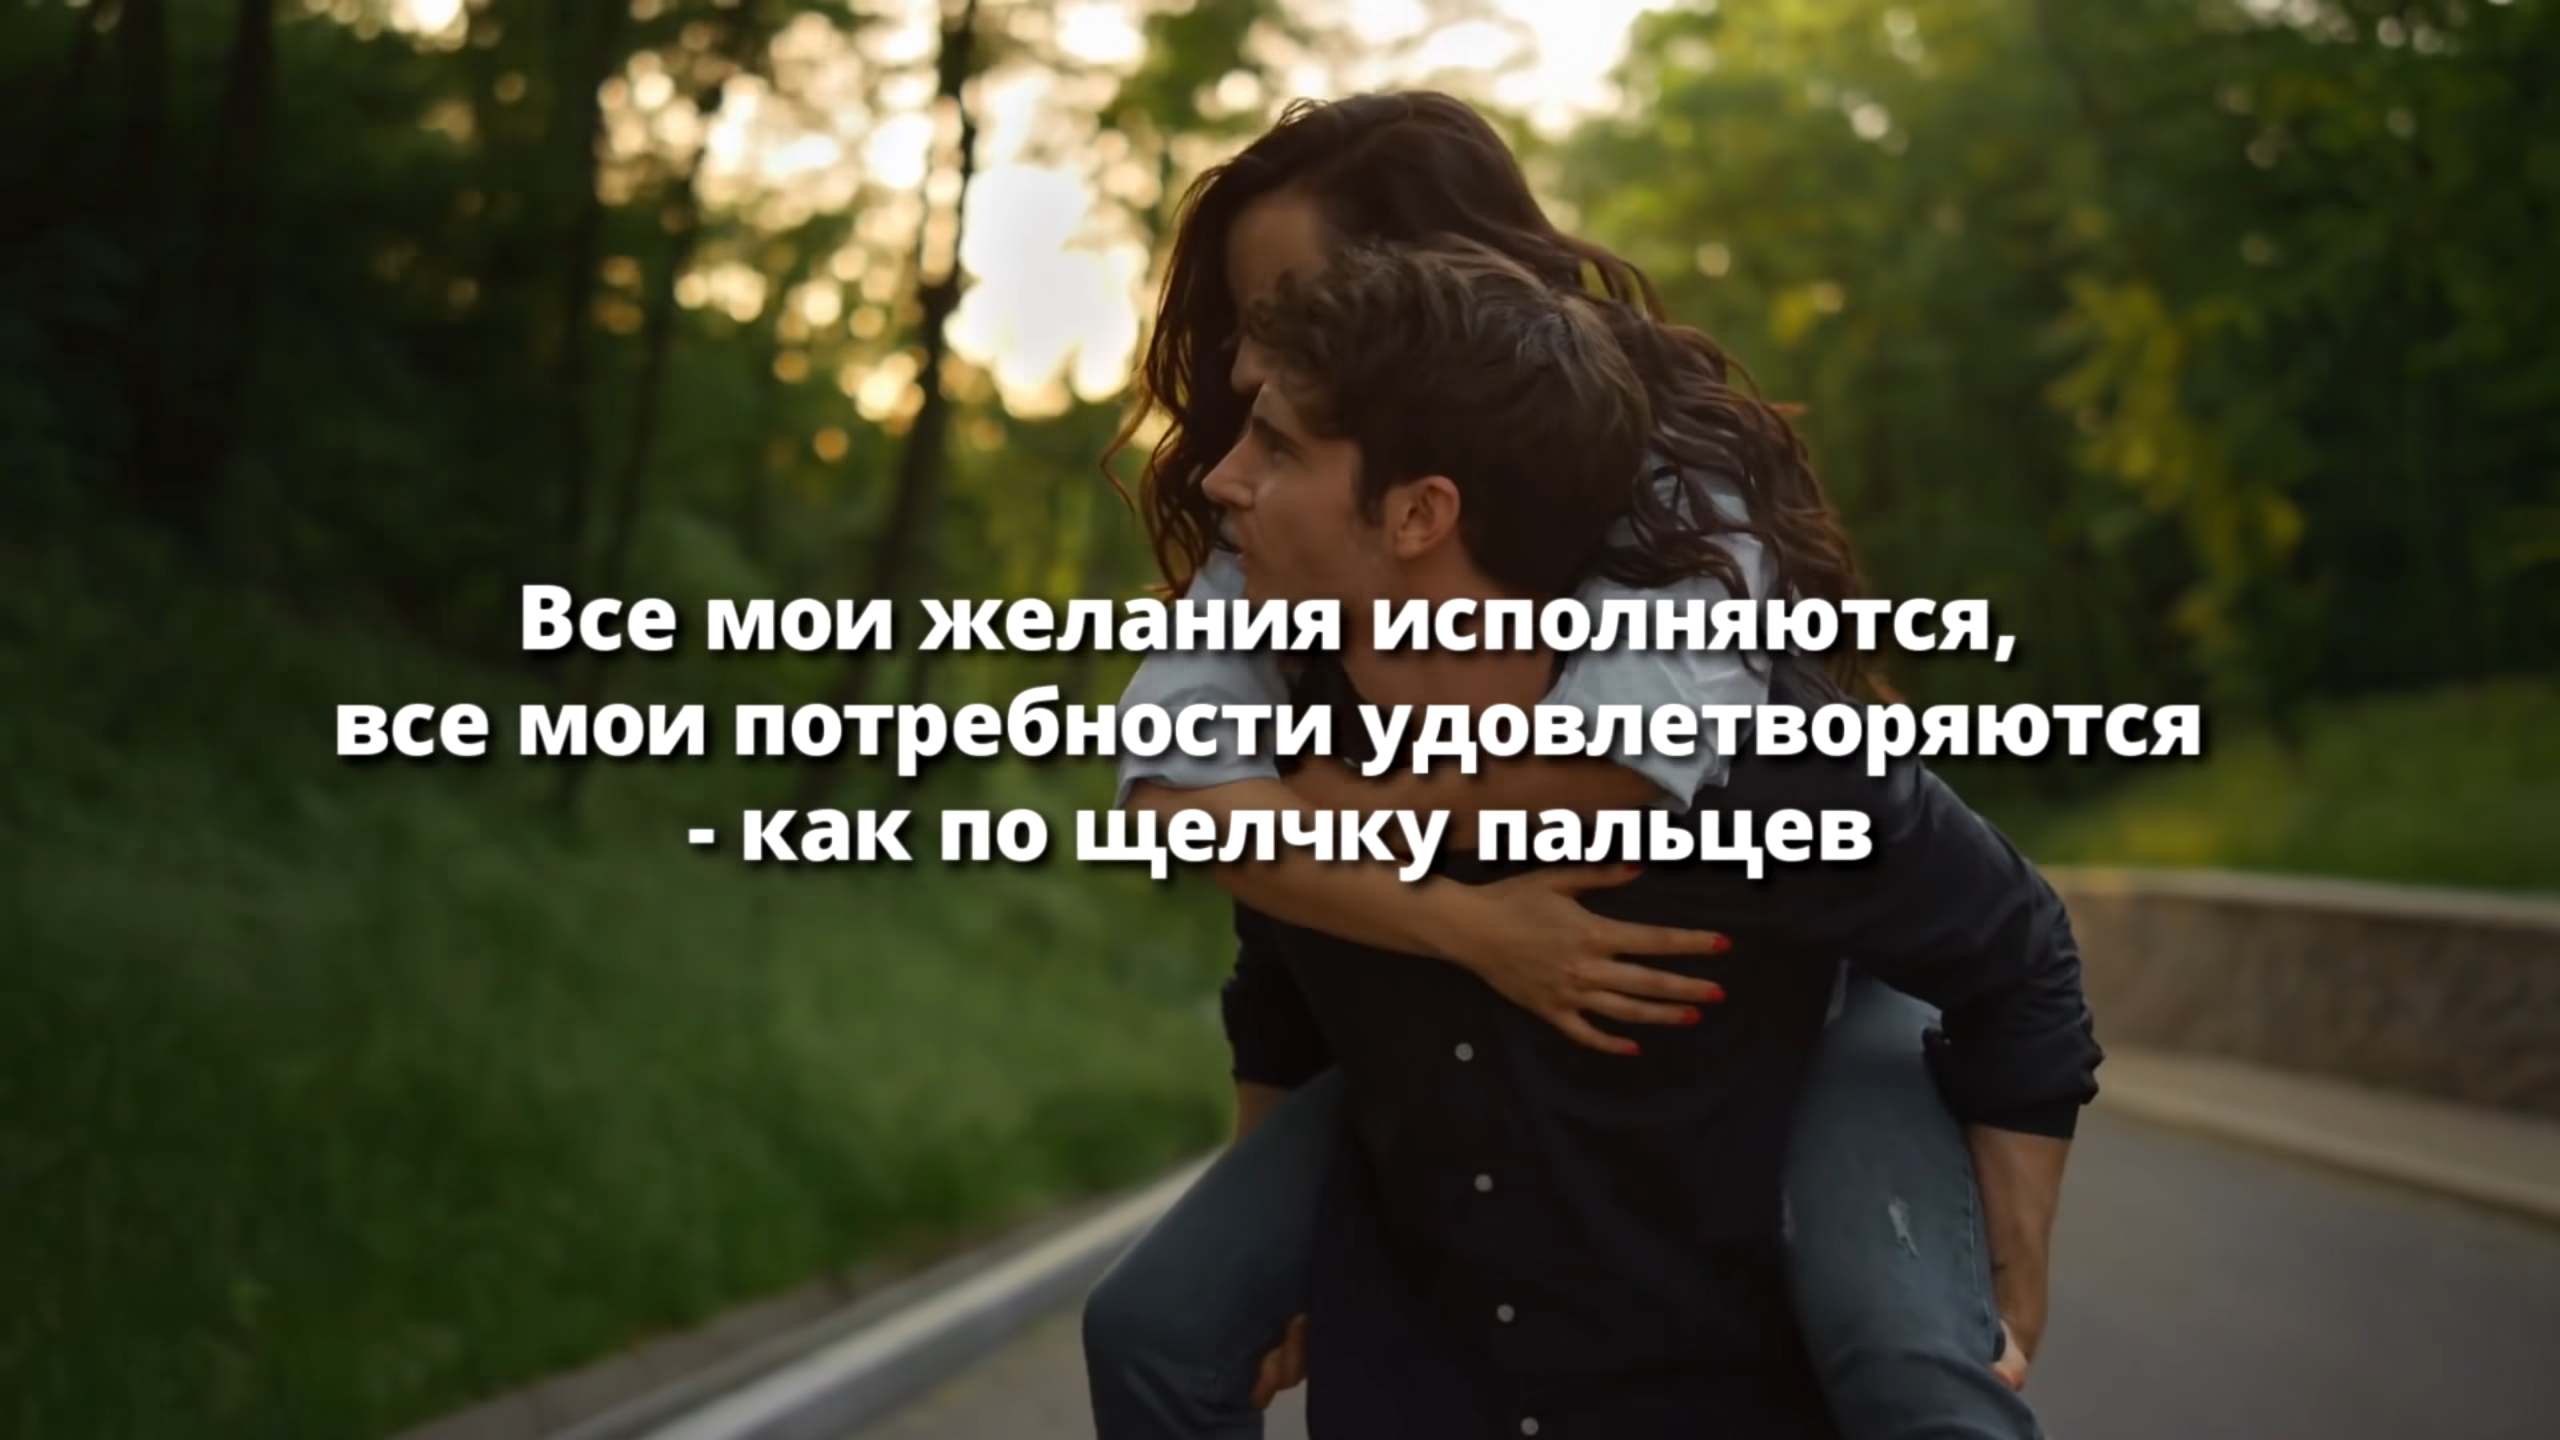 Все мои желания исполняются,
все мои потребности удовлетворяются
- как по щелчку пальцев